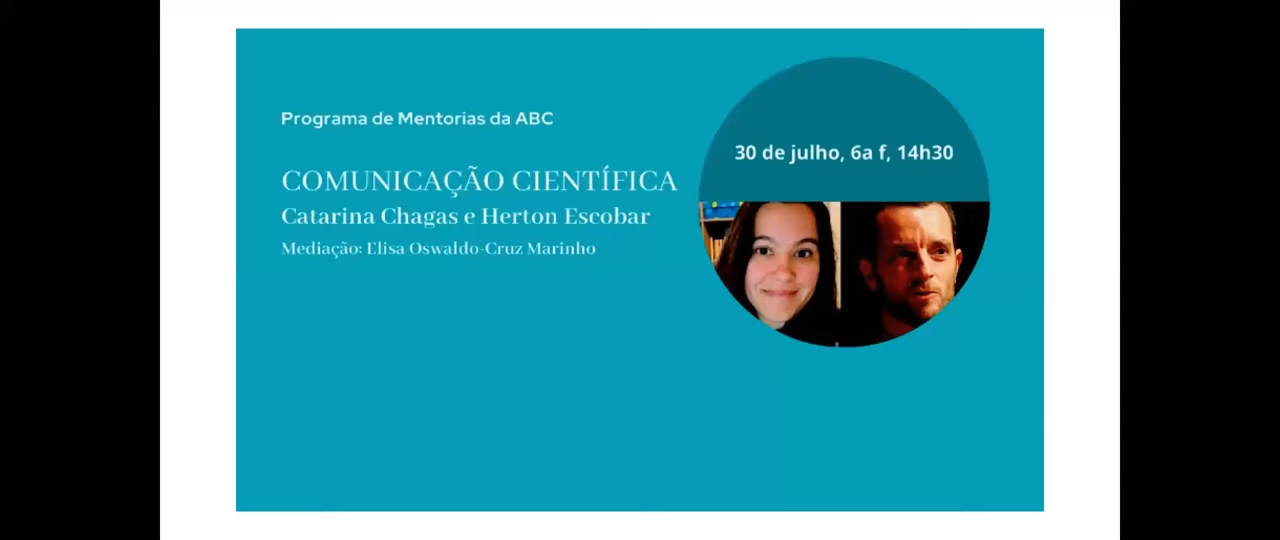 Programa de Mentorias da ABC
COMUNICAÇÃO CIENTÍFICA
Catarina Chagas e Herton Escobar
Mediação: Elisa Oswaldo-Cruz Marinho
30 de julho, 6a f, 14h30